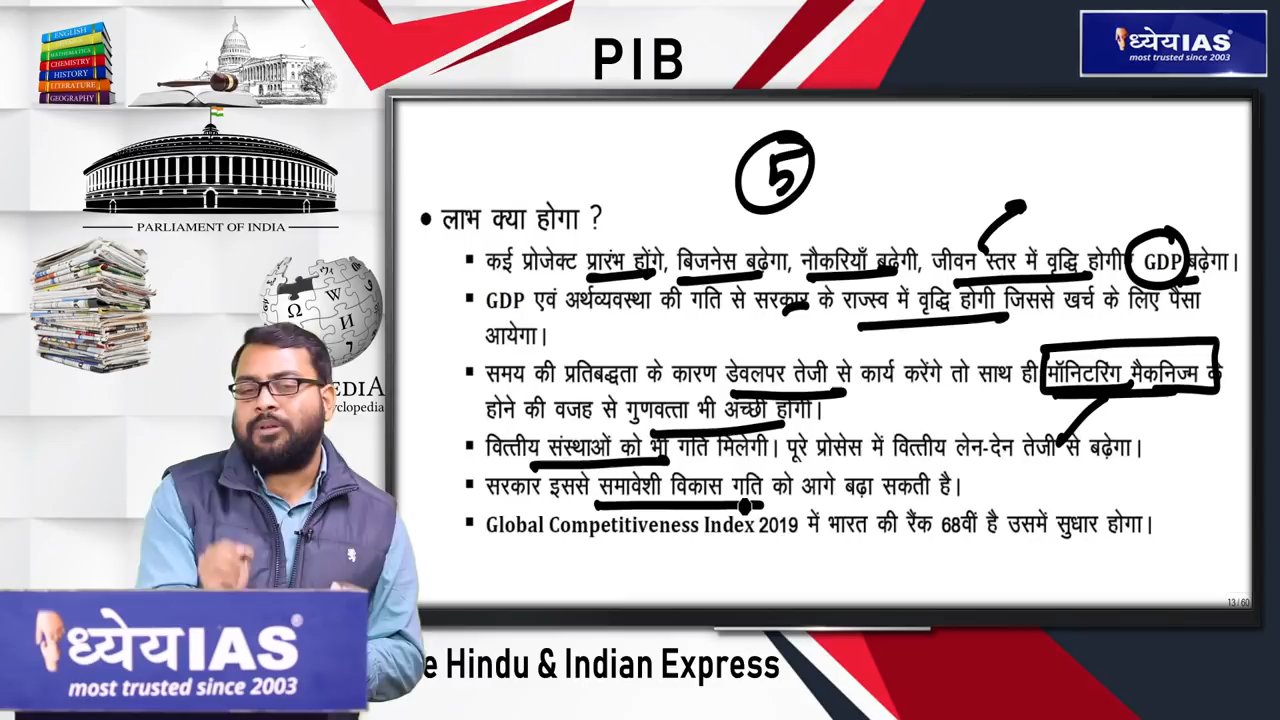 ENGLISH
MATHEMATICS
CHEMISTRY
HISTORY
LITERATURE
GEOGRAPHY
PIB
ध्येयIAS
most trusted since 2003
PARLIAMENT OF INDIA
W
Ω
И
5
• लाभ क्या होगा ?
▪ कई प्रोजेक्ट प्रारंभ होंगे, बिजनेस बढ़ेगा, नौकरियाँ बढ़ेगी, जीवन स्तर में वृद्धि होगी GDP बढ़ेगा।
▪ GDP एवं अर्थव्यवस्था की गति से सरकार के राजस्व में वृद्धि होगी जिससे खर्च के लिए पैसा
आयेगा।
▪ समय की प्रतिबद्धता के कारण डेवलपर तेजी से कार्य करेंगे तो साथ ही मॉनिटरिंग मैकनिज्म के
होने की वजह से गुणवत्ता भी अच्छी होगी।
▪ वित्तीय संस्थाओं को भी गति मिलेगी। पूरे प्रोसेस में वित्तीय लेन-देन तेजी से बढ़ेगा।
▪ सरकार इससे समावेशी विकास गति को आगे बढ़ा सकती है।
▪ Global Competitiveness Index 2019 में भारत की रैंक 68वीं है उसमें सुधार होगा।
13 / 60
EDIA
cyclopedia
ध्येयIAS®
most trusted since 2003
e Hindu & Indian Express